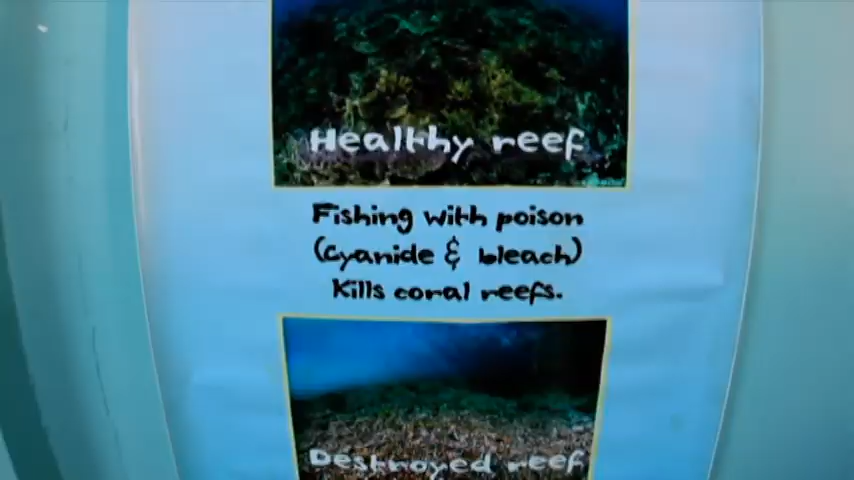 Healthy reef
Fishing with poison
(cyanide & bleach)
Kills coral reefs.
Destroyed reef